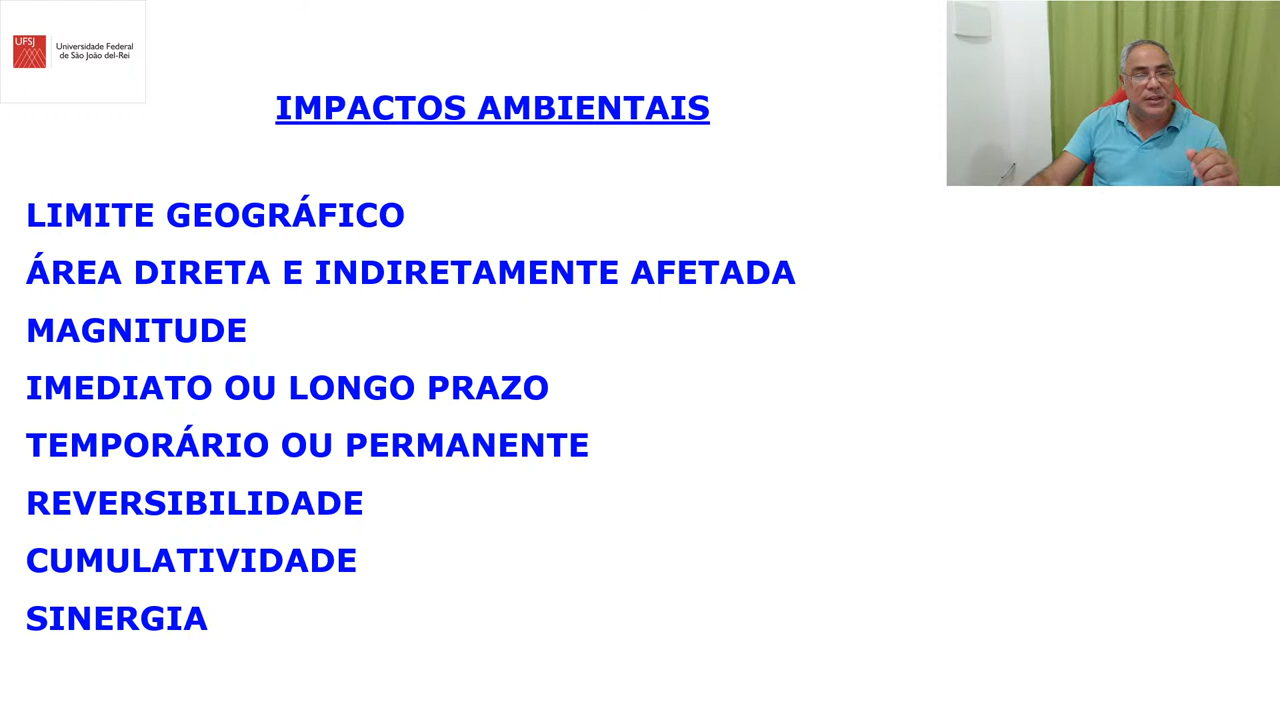 UFSJ
Universidade Federal
de São João del-Rei
IMPACTOS AMBIENTAIS
LIMITE GEOGRÁFICO
ÁREA DIRETA E INDIRETAMENTE AFETADA
MAGNITUDE
IMEDIATO OU LONGO PRAZO
TEMPORÁRIO OU PERMANENTE
REVERSIBILIDADE
CUMULATIVIDADE
SINERGIA